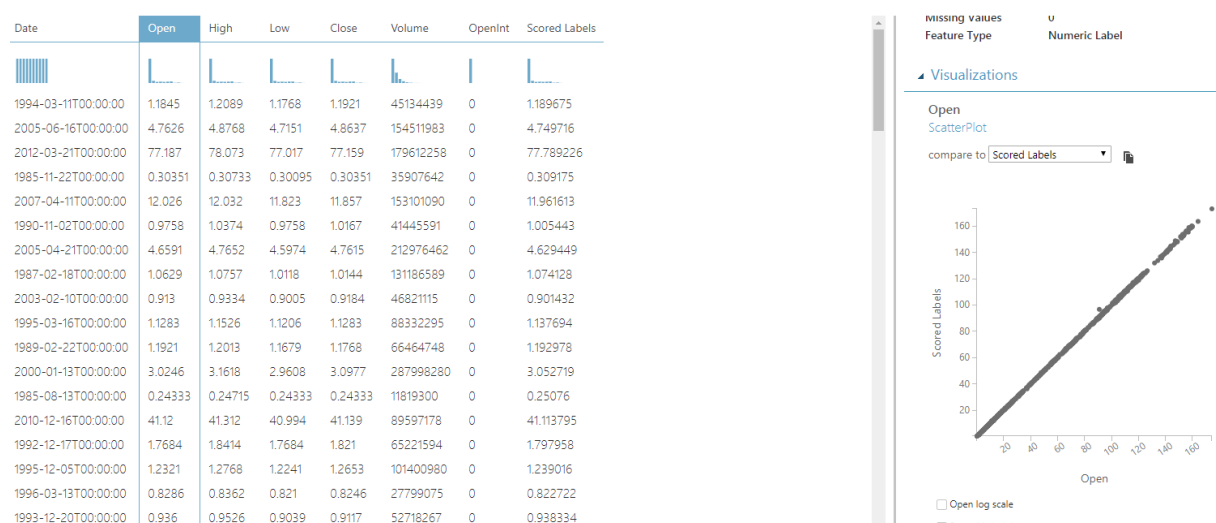 Date Open High Low Close Volume OpenInt Scored Labels
1994-03-11T00:00:00 1.1845 1.2089 1.1768 1.1921 45134439 0 1.189675
2005-06-16T00:00:00 4.7626 4.8768 4.7151 4.8637 154511983 0 4.749716
2012-03-21T00:00:00 77.187 78.073 77.017 77.159 179612258 0 77.789226
1985-11-22T00:00:00 0.30351 0.30733 0.30095 0.30351 35907642 0 0.309175
2007-04-11T00:00:00 12.026 12.032 11.823 11.857 153101090 0 11.961613
1990-11-02T00:00:00 0.9758 1.0374 0.9758 1.0167 41445591 0 1.005443
2005-04-21T00:00:00 4.6591 4.7652 4.5974 4.7615 212976462 0 4.629449
1987-02-18T00:00:00 1.0629 1.0757 1.0118 1.0144 131186589 0 1.074128
2003-02-10T00:00:00 0.913 0.9334 0.9005 0.9184 46821115 0 0.901432
1995-03-16T00:00:00 1.1283 1.1526 1.1206 1.1283 88332295 0 1.137694
1989-02-22T00:00:00 1.1921 1.2013 1.1679 1.1768 66464748 0 1.192978
2000-01-13T00:00:00 3.0246 3.1618 2.9608 3.0977 287998280 0 3.052719
1985-08-13T00:00:00 0.24333 0.24715 0.24333 0.24333 11819300 0 0.25076
2010-12-16T00:00:00 41.12 41.312 40.994 41.139 89597178 0 41.113795
1992-12-17T00:00:00 1.7684 1.8414 1.7684 1.821 65221594 0 1.797958
1995-12-05T00:00:00 1.2321 1.2768 1.2241 1.2653 101400980 0 1.239016
1996-03-13T00:00:00 0.8286 0.8362 0.821 0.8246 27799075 0 0.822722
1993-12-20T00:00:00 0.936 0.9526 0.9039 0.9117 52718267 0 0.938334
Missing Values 0
Feature Type Numeric Label
Visualizations
Open
ScatterPlot
compare to Scored Labels
160
140
120
100
80
60
40
20
Scored Labels
20 40 60 80 100 120 140 160
Open
Open log scale